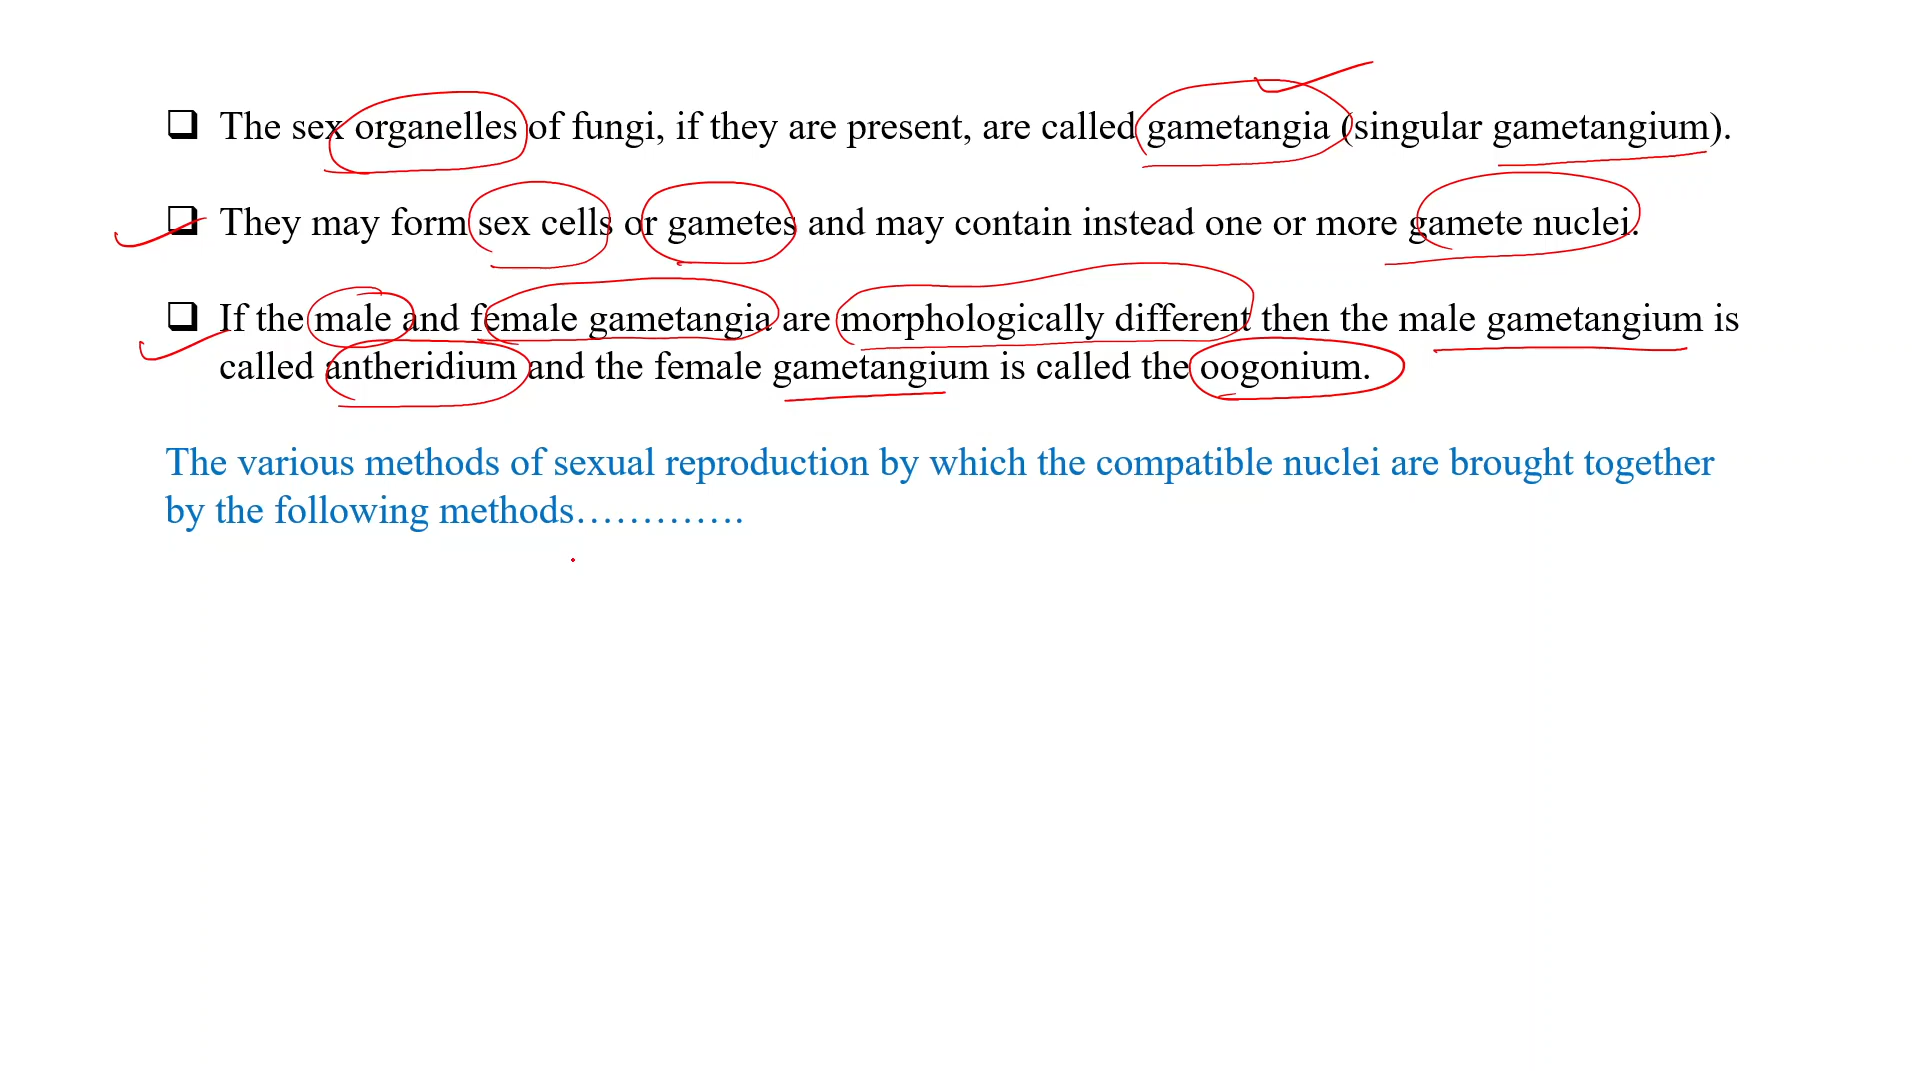 ❑ The sex organelles of fungi, if they are present, are called gametangia (singular gametangium).
❑ They may form sex cells or gametes and may contain instead one or more gamete nuclei.
❑ If the male and female gametangia are morphologically different then the male gametangium is
called antheridium and the female gametangium is called the oogonium.
The various methods of sexual reproduction by which the compatible nuclei are brought together
by the following methods………….